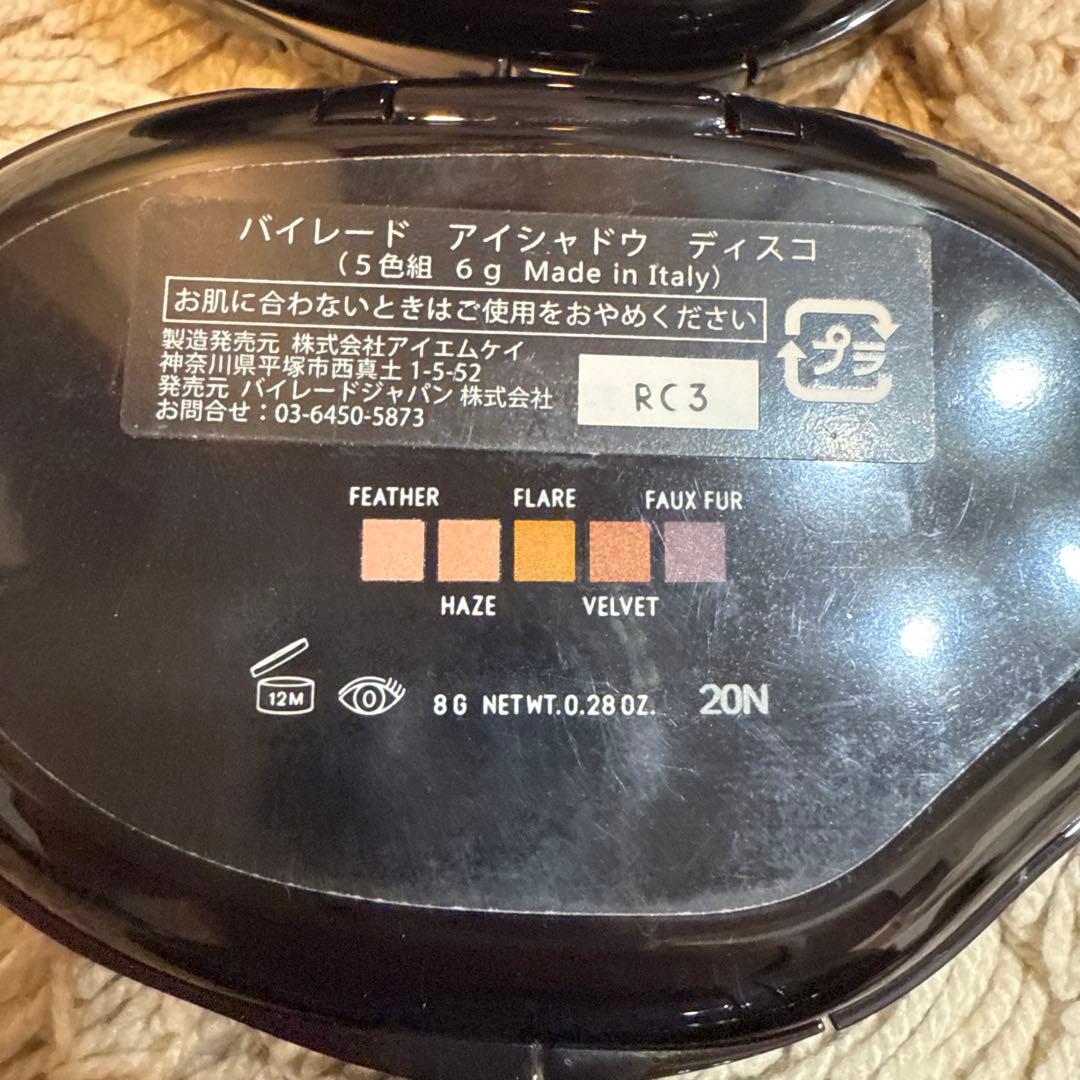 バイレード　アイシャドウ　ディスコ
（５色組　６ｇ　Made in Italy）
お肌に合わないときはご使用をおやめください
製造発売元 株式会社アイエムケイ
神奈川県平塚市西真土 1-5-52
発売元 バイレードジャパン 株式会社
お問合せ：03-6450-5873
RC3
プラ
FEATHER FLARE FAUX FUR
HAZE VELVET
12M
8G NETWT.0.28OZ. 20N